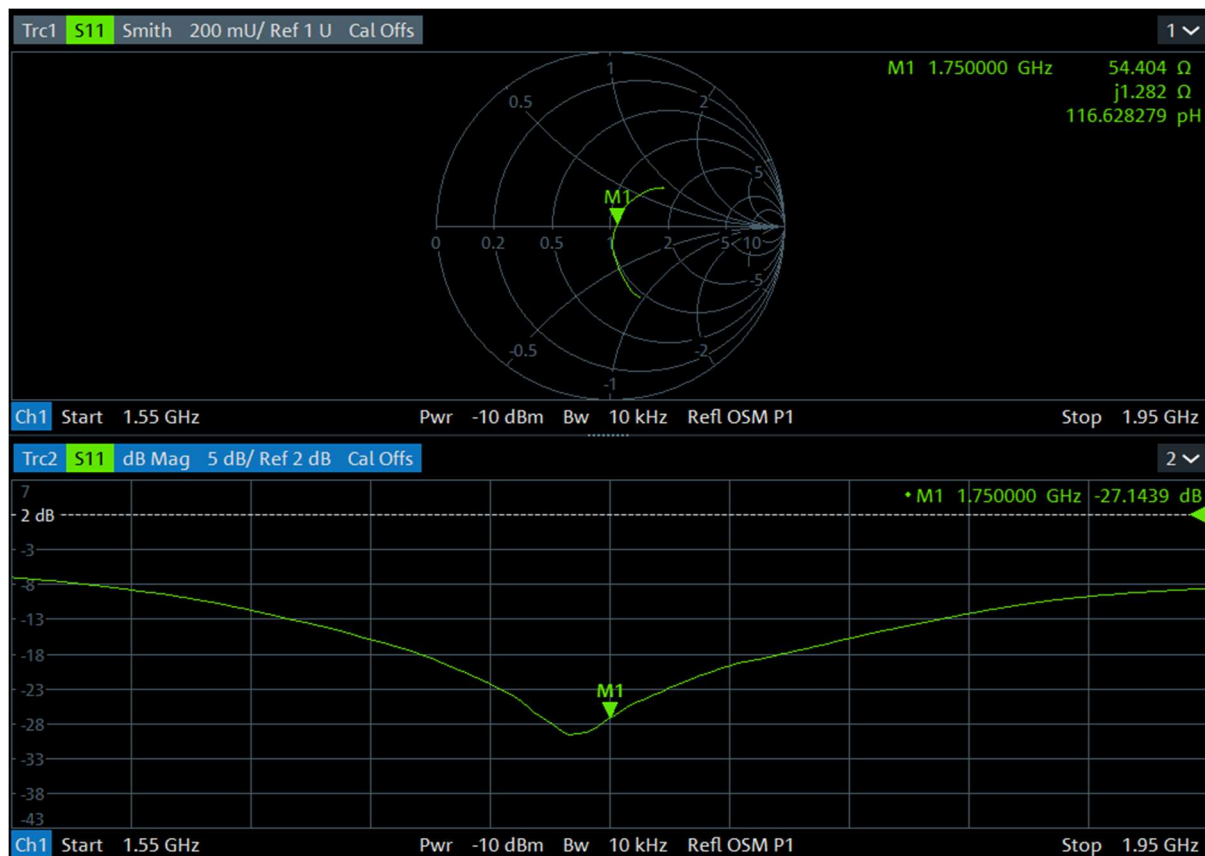 Trc1 S11 Smith 200 mU/ Ref 1 U Cal Offs 1
M1 1.750000 GHz 54.404 Ω
j1.282 Ω
116.628279 pH
1
0.5 2
5
M1
0 0.2 0.5 1 2 5 10
-5
-0.5 -2
-1
Ch1 Start 1.55 GHz Pwr -10 dBm Bw 10 kHz Refl OSM P1 Stop 1.95 GHz
Trc2 S11 dB Mag 5 dB/ Ref 2 dB Cal Offs 2
7 M1 1.750000 GHz -27.1439 dB
2 dB
-3
-8
-13
-18
-23 M1
-28
-33
-38
-43
Ch1 Start 1.55 GHz Pwr -10 dBm Bw 10 kHz Refl OSM P1 Stop 1.95 GHz